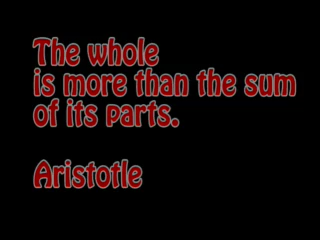 The whole
is more than the sum
of its parts.
Aristotle